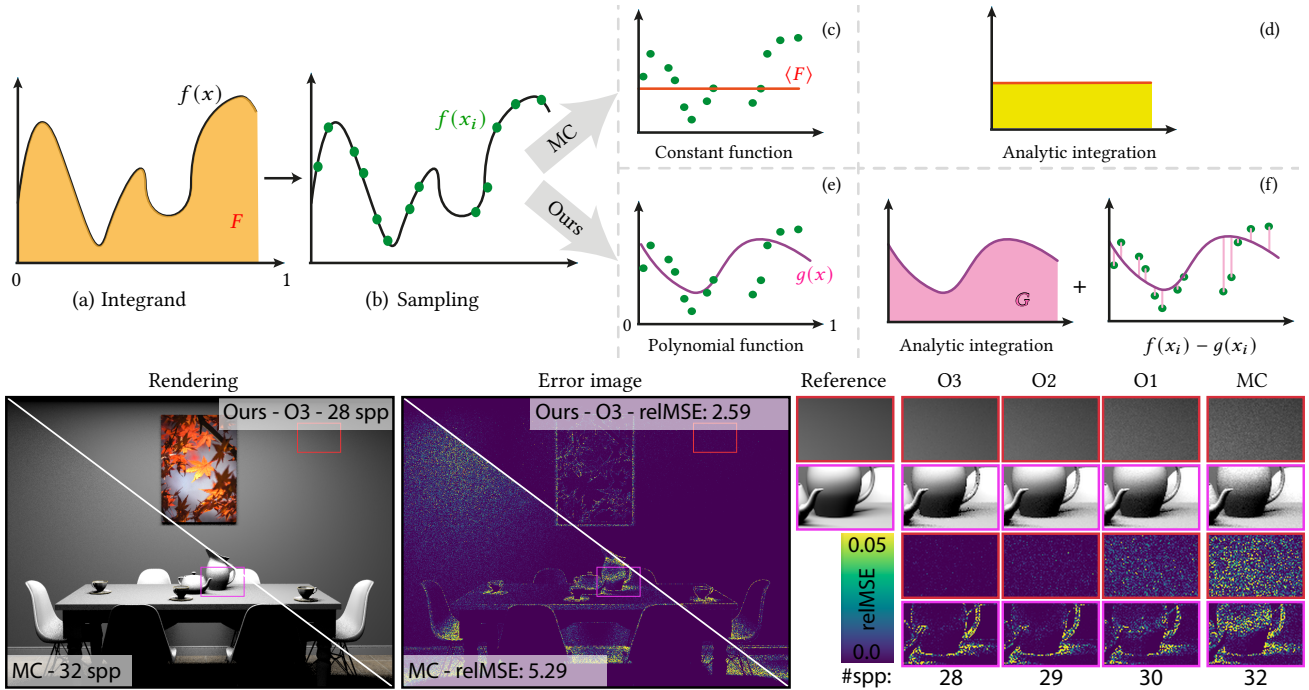 f(x)
F
0
1
(a) Integrand
f(xᵢ)
(b) Sampling
MC
Ours
(c)
⟨F⟩
Constant function
(d)
Analytic integration
(e)
g(x)
0
1
Polynomial function
(f)
𝔾
+
Analytic integration
f(xᵢ) − g(xᵢ)
Rendering
Ours - O3 - 28 spp
MC - 32 spp
Error image
Ours - O3 - relMSE: 2.59
MC - relMSE: 5.29
Reference O3 O2 O1 MC
0.05
relMSE
0.0
#spp: 28 29 30 32